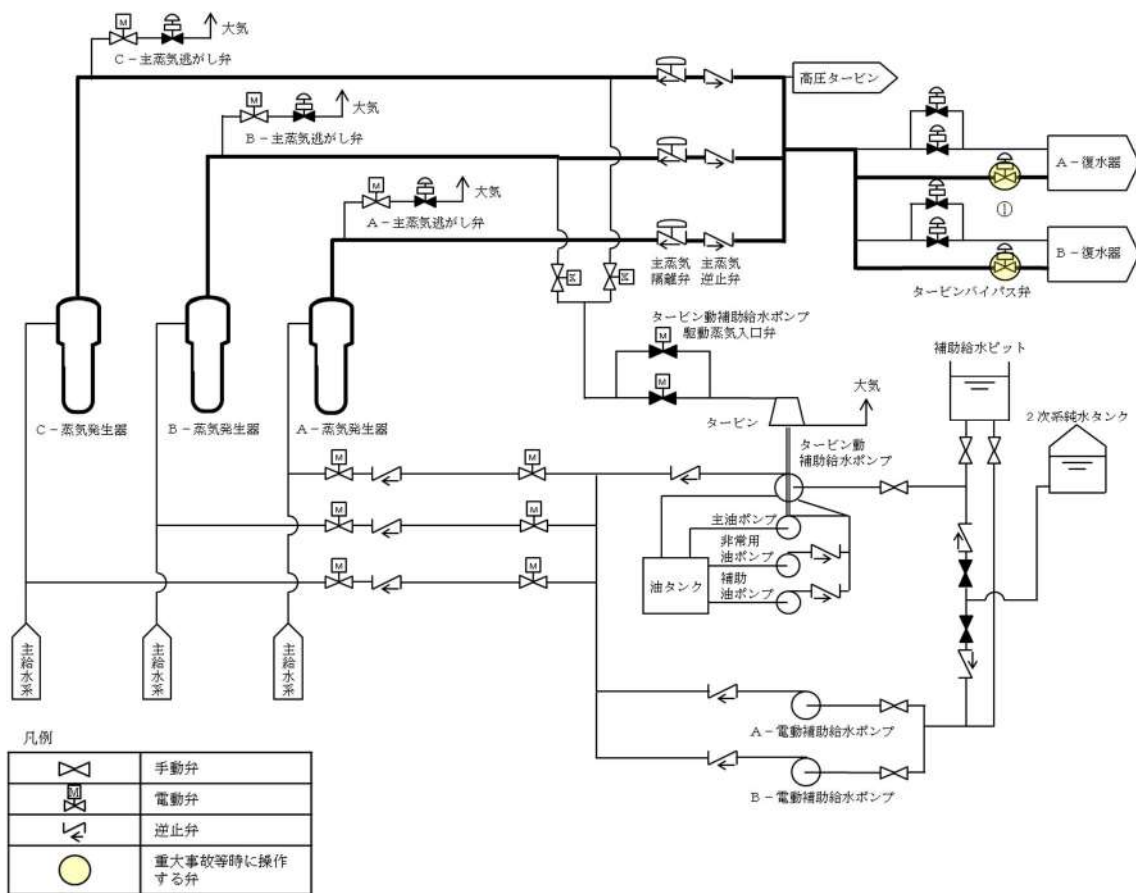 M
大気
C－主蒸気逃がし弁
M
大気
B－主蒸気逃がし弁
M
大気
A－主蒸気逃がし弁
高圧タービン
A－復水器
①
B－復水器
タービンバイパス弁
主蒸気
隔離弁
主蒸気
逆止弁
M
M
タービン動補助給水ポンプ
駆動蒸気入口弁
M
M
大気
タービン
補助給水ピット
2次系純水タンク
C－蒸気発生器
B－蒸気発生器
A－蒸気発生器
タービン動
補助給水ポンプ
M
M
M
M
M
M
主油ポンプ
非常用
油ポンプ
補助
油ポンプ
油タンク
主給水系
主給水系
主給水系
A－電動補助給水ポンプ
B－電動補助給水ポンプ
凡例
手動弁
M
電動弁
逆止弁
重大事故等時に操作
する弁